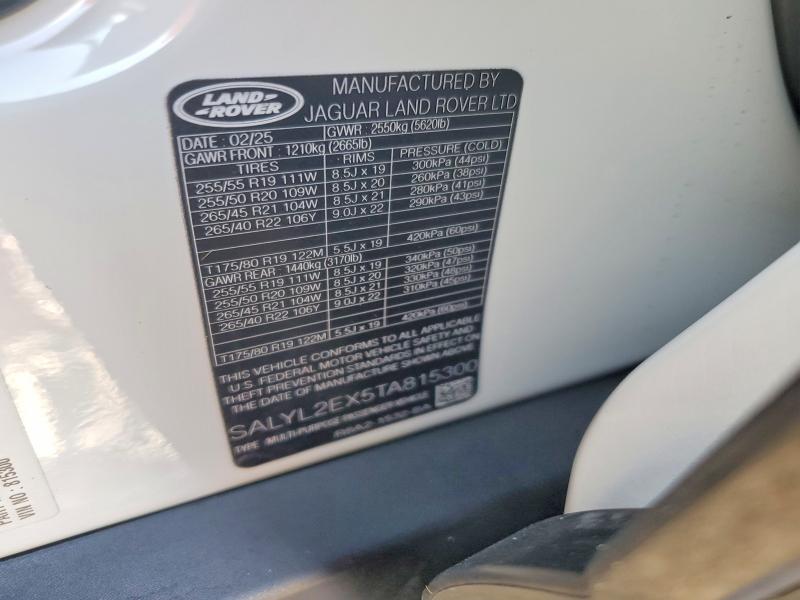 LAND-
-ROVER
MANUFACTURED BY
JAGUAR LAND ROVER LTD
DATE : 02/25 GVWR : 2550kg (5620lb)
GAWR FRONT : 1210kg (2665lb)
TIRES RIMS PRESSURE (COLD)
255/55 R19 111W 8.5J x 19 300kPa (44psi)
255/50 R20 109W 8.5J x 20 260kPa (38psi)
265/45 R21 104W 8.5J x 21 280kPa (41psi)
265/40 R22 106Y 9.0J x 22 290kPa (43psi)
T175/80 R19 122M 5.5J x 19 420kPa (60psi)
GAWR REAR : 1440kg (3170lb)
255/55 R19 111W 8.5J x 19 340kPa (50psi)
255/50 R20 109W 8.5J x 20 320kPa (47psi)
265/45 R21 104W 8.5J x 21 330kPa (48psi)
265/40 R22 106Y 9.0J x 22 310kPa (45psi)
T175/80 R19 122M 5.5J x 19 420kPa (60psi)
THIS VEHICLE CONFORMS TO ALL APPLICABLE
U.S. FEDERAL MOTOR VEHICLE SAFETY AND
THEFT PREVENTION STANDARDS IN EFFECT ON
THE DATE OF MANUFACTURE SHOWN ABOVE
SALYL2EX5TA815300
TYPE : MULTI-PURPOSE PASSENGER VEHICLE
VIN NO : 815300